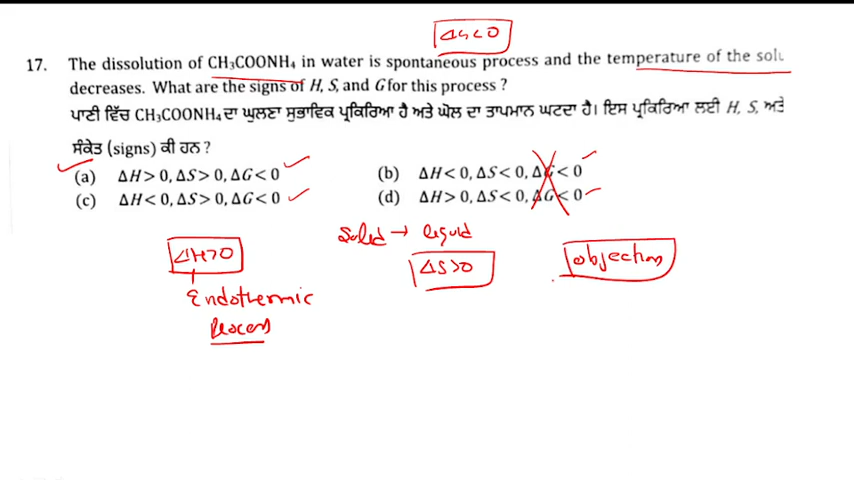 ΔG<0
17. The dissolution of CH₃COONH₄ in water is spontaneous process and the temperature of the solu
decreases. What are the signs of H, S, and G for this process ?
ਪਾਣੀ ਵਿੱਚ CH₃COONH₄ ਦਾ ਘੁਲਣਾ ਸੁਭਾਵਿਕ ਪ੍ਰਕਿਰਿਆ ਹੈ ਅਤੇ ਘੋਲ ਦਾ ਤਾਪਮਾਨ ਘਟਦਾ ਹੈ। ਇਸ ਪ੍ਰਕਿਰਿਆ ਲਈ H, S, ਅਤੇ
ਸੰਕੇਤ (signs) ਕੀ ਹਨ ?
(a) ΔH > 0, ΔS > 0, ΔG < 0 (b) ΔH < 0, ΔS < 0, ΔG < 0
(c) ΔH < 0, ΔS > 0, ΔG < 0 (d) ΔH > 0, ΔS < 0, ΔG < 0
Solid → liquid
ΔH>0 ΔS>0 objection
Endothermic
Process